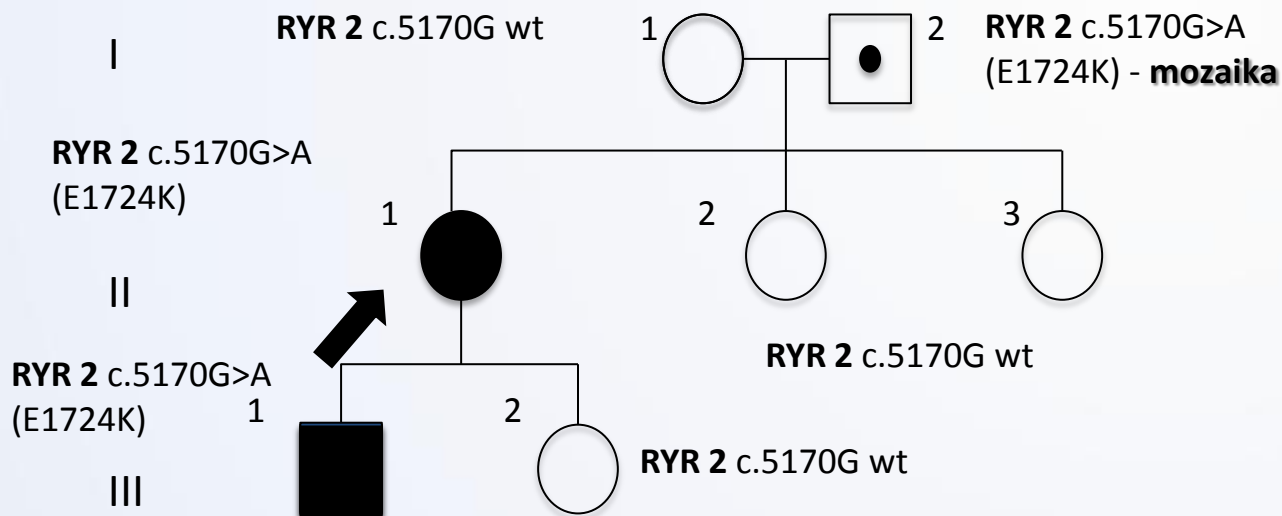 I
RYR 2 c.5170G wt
1
2
RYR 2 c.5170G>A
(E1724K) - mozaika
RYR 2 c.5170G>A
(E1724K)
1
2
3
II
RYR 2 c.5170G wt
RYR 2 c.5170G>A
(E1724K)
1
2
RYR 2 c.5170G wt
III